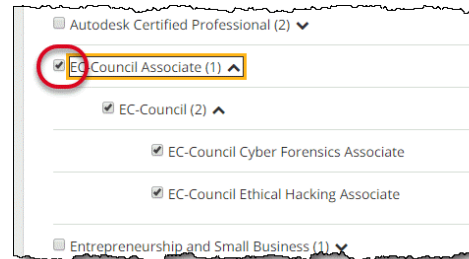 Autodesk Certified Professional (2)
EC-Council Associate (1)
EC-Council (2)
EC-Council Cyber Forensics Associate
EC-Council Ethical Hacking Associate
Entrepreneurship and Small Business (1)